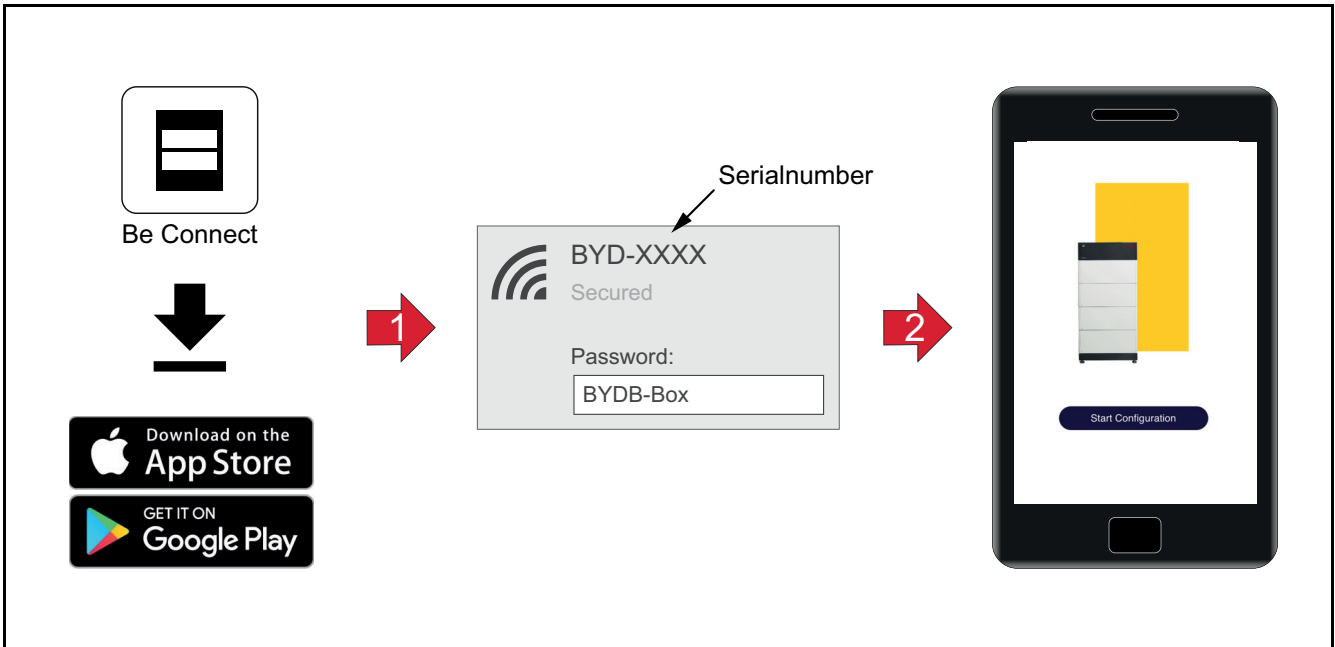 Be Connect
Download on the
App Store
GET IT ON
Google Play
1
Serialnumber
BYD-XXXX
Secured
Password:
BYDB-Box
2
Start Configuration